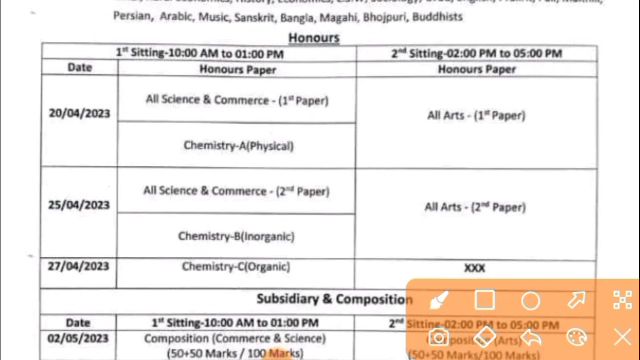 Persian, Arabic, Music, Sanskrit, Bangla, Magahi, Bhojpuri, Buddhists
Honours
1st Sitting-10:00 AM to 01:00 PM 2nd Sitting-02:00 PM to 05:00 PM
Date Honours Paper Honours Paper
20/04/2023 All Science & Commerce - (1st Paper) All Arts - (1st Paper)
Chemistry-A(Physical)
25/04/2023 All Science & Commerce - (2nd Paper) All Arts - (2nd Paper)
Chemistry-B(Inorganic)
27/04/2023 Chemistry-C(Organic) XXX
Subsidiary & Composition
Date 1st Sitting-10:00 AM to 01:00 PM 2nd Sitting-02:00 PM to 05:00 PM
02/05/2023 Composition (Commerce & Science) (Arts)
(50+50 Marks / 100 Marks) (50+50 Marks/100 Marks)